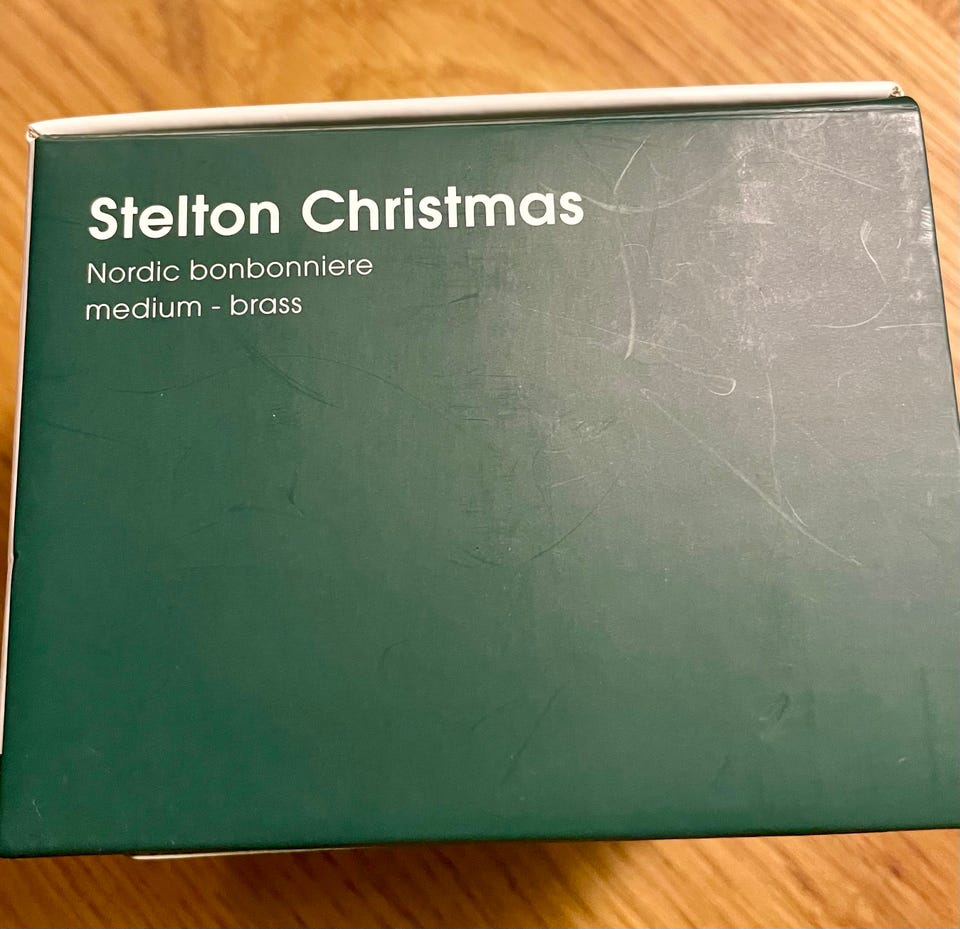 Stelton Christmas
Nordic bonbonniere
medium - brass